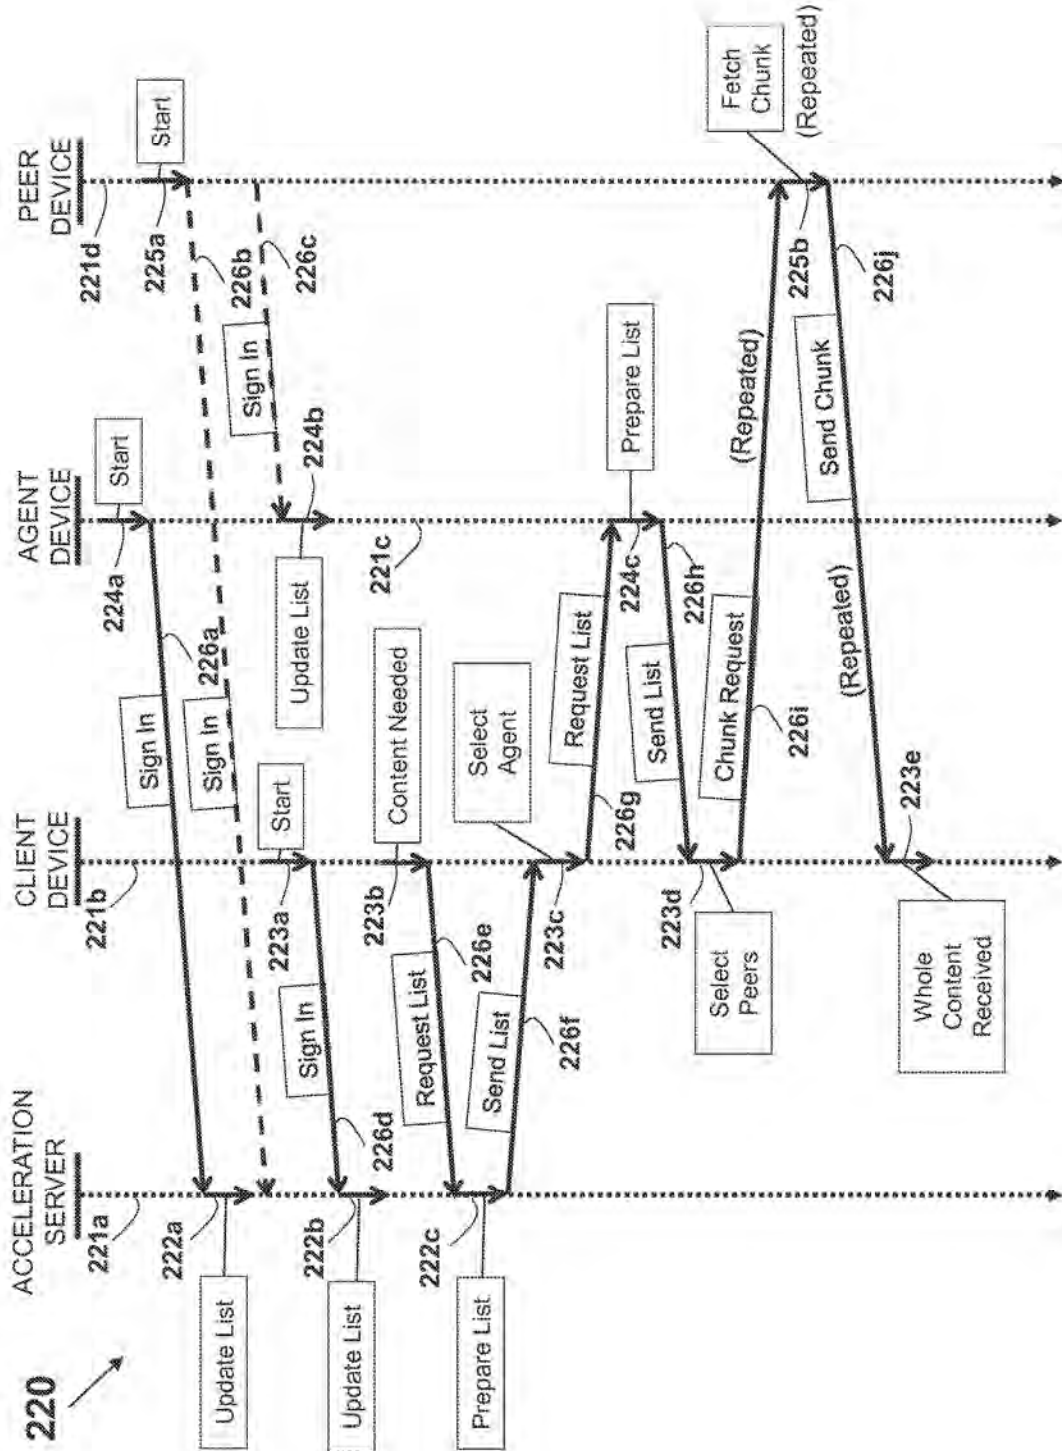 220
ACCELERATION
SERVER
CLIENT
DEVICE
AGENT
DEVICE
PEER
DEVICE
221a
221b
221d
224a
Start
225a
Start
Sign In
226a
226b
222a
Update List
Sign In
226c
Sign In
223a
Start
224b
Update List
Sign In
226d
222b
Update List
221c
223b
Content Needed
Request List
226e
222c
Prepare List
Send List
226f
223c
Select
Agent
Request List
226g
224c
Prepare List
Send List
226h
223d
Select
Peers
Chunk Request
226i
(Repeated)
225b
Fetch
Chunk
(Repeated)
Send Chunk
226j
(Repeated)
223e
Whole
Content
Received